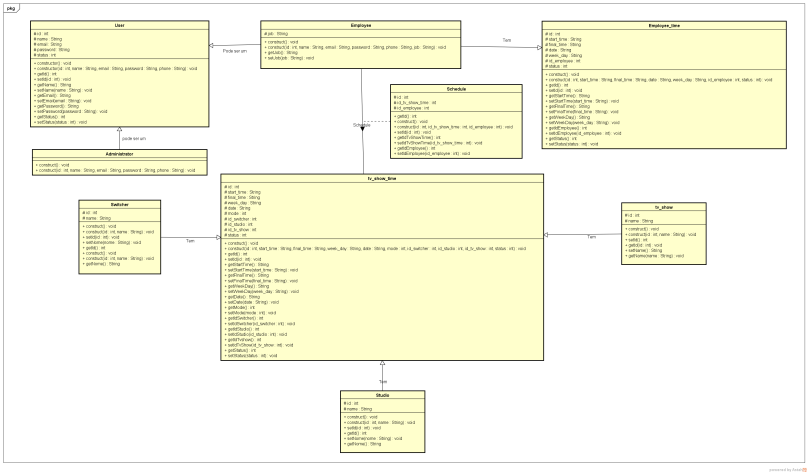 pkg
User
# id : int
# name : String
# email : String
# password : String
# status : int
+ constructor() : void
+ constructor(id : int, name : String, email : String, password : String, phone : String) : void
+ getId() : int
+ setId(id : int) : void
+ getName() : String
+ setName(name : String) : void
+ getEmail() : String
+ setEmail(email : String) : void
+ getPassword() : String
+ setPassword(password : String) : void
+ getStatus() : int
+ setStatus(status : int) : void
Pode ser um
Employee
# job : String
+ construct() : void
+ construct(id : int, name : String, email : String, password : String, phone : String, job : String) : void
+ getJob() : String
+ setJob(job : String) : void
Tem
Employee_time
# id : int
# start_time : String
# final_time : String
# date : String
# week_day : String
# id_employee : int
# status : int
+ construct() : void
+ construct(id : int, start_time : String, final_time : String, date : String, week_day : String, id_employee : int, status : int) : void
+ getId() : int
+ setId(id : int) : void
+ getStartTime() : String
+ setStartTime(start_time : String) : void
+ getFinalTime() : String
+ setFinalTime(final_time : String) : void
+ getWeekDay() : String
+ setWeekDay(week_day : String) : void
+ getIdEmployee() : int
+ setIdEmployee(id_employee : int) : void
+ getStatus() : int
+ setStatus(status : int) : void
Schedule
# id : int
# id_tv_show_time : int
# id_employee : int
+ getId() : int
+ construct() : void
+ construct(id : int, id_tv_show_time : int, id_employee : int) : void
+ setId(id : int) : void
+ getIdTvShowTime() : int
+ setIdTvShowTime(id_tv_show_time : int) : void
+ getIdEmployee() : int
+ setIdEmployee(id_employee : int) : void
Schedule
pode ser um
Administrator
+ construct() : void
+ construct(id : int, name : String, email : String, password : String, phone : String) : void
Switcher
# id : int
# name : String
+ construct() : void
+ construct(id : int, name : String) : void
+ setId(id : int) : void
+ setName(nome : String) : void
+ getId() : int
+ construct() : void
+ construct(id : int, name : String) : void
+ getName() : String
Tem
tv_show_time
# id : int
# start_time : String
# final_time : String
# week_day : String
# date : String
# mode : int
# id_switcher : int
# id_studio : int
# id_tv_show : int
# status : int
+ construct() : void
+ construct(id : int, start_time : String, final_time : String, week_day : String, date : String, mode : int, id_switcher : int, id_studio : int, id_tv_show : int, status : int) : void
+ getId() : int
+ setId(id : int) : void
+ getStartTime() : String
+ setStartTime(start_time : String) : void
+ getFinalTime() : String
+ setFinalTime(final_time : String) : void
+ getWeekDay() : String
+ setWeekDay(week_day : String) : void
+ getDate() : String
+ setDate(date : String) : void
+ getMode() : int
+ setMode(mode : int) : void
+ getIdSwitcher() : int
+ setIdSwitcher(id_switcher : int) : void
+ getIdStudio() : int
+ setIdStudio(id_studio : int) : void
+ getIdTvShow() : int
+ setIdTvShow(id_tv_show : int) : void
+ getStatus() : int
+ setStatus(status : int) : void
Tem
tv_show
# id : int
# name : String
+ construct() : void
+ construct(id : int, name : String) : void
+ setId() : int
+ getId(id : int) : void
+ setName() : String
+ getName(name : String) : void
Tem
Studio
# id : int
# name : String
+ construct() : void
+ construct(id : int, name : String) : void
+ setId(id : int) : void
+ getId() : int
+ setName(nome : String) : void
+ getName() : String
powered by Astah